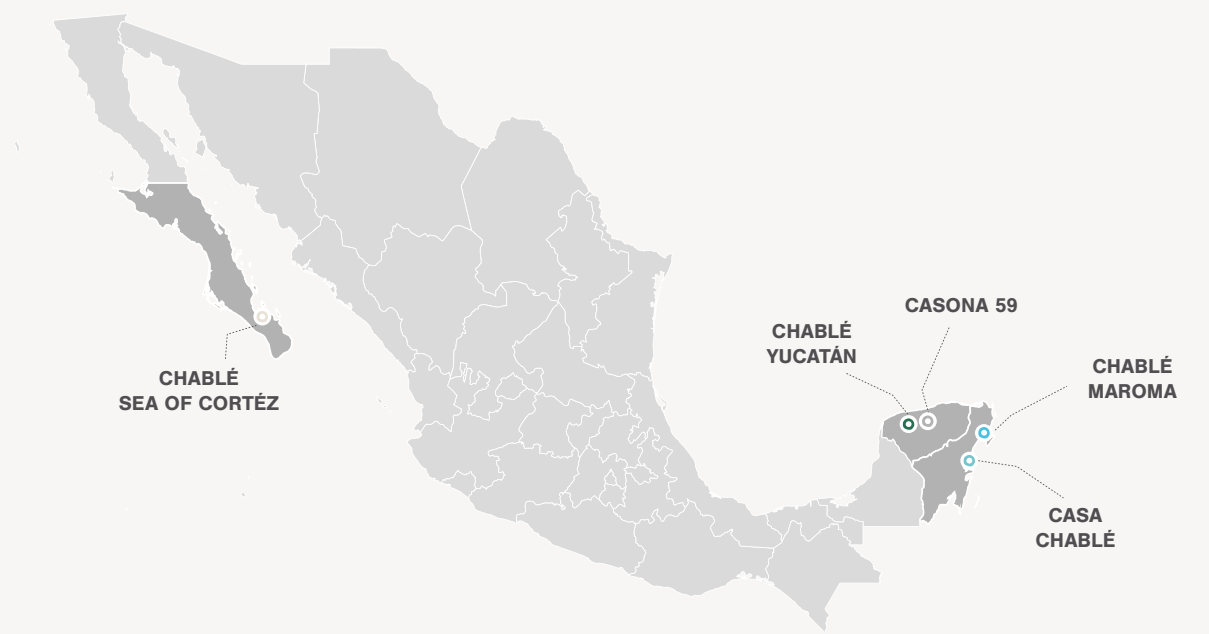 CASONA 59
CHABLÉ
YUCATÁN
CHABLÉ
MAROMA
CHABLÉ
SEA OF CORTÉZ
CASA
CHABLÉ